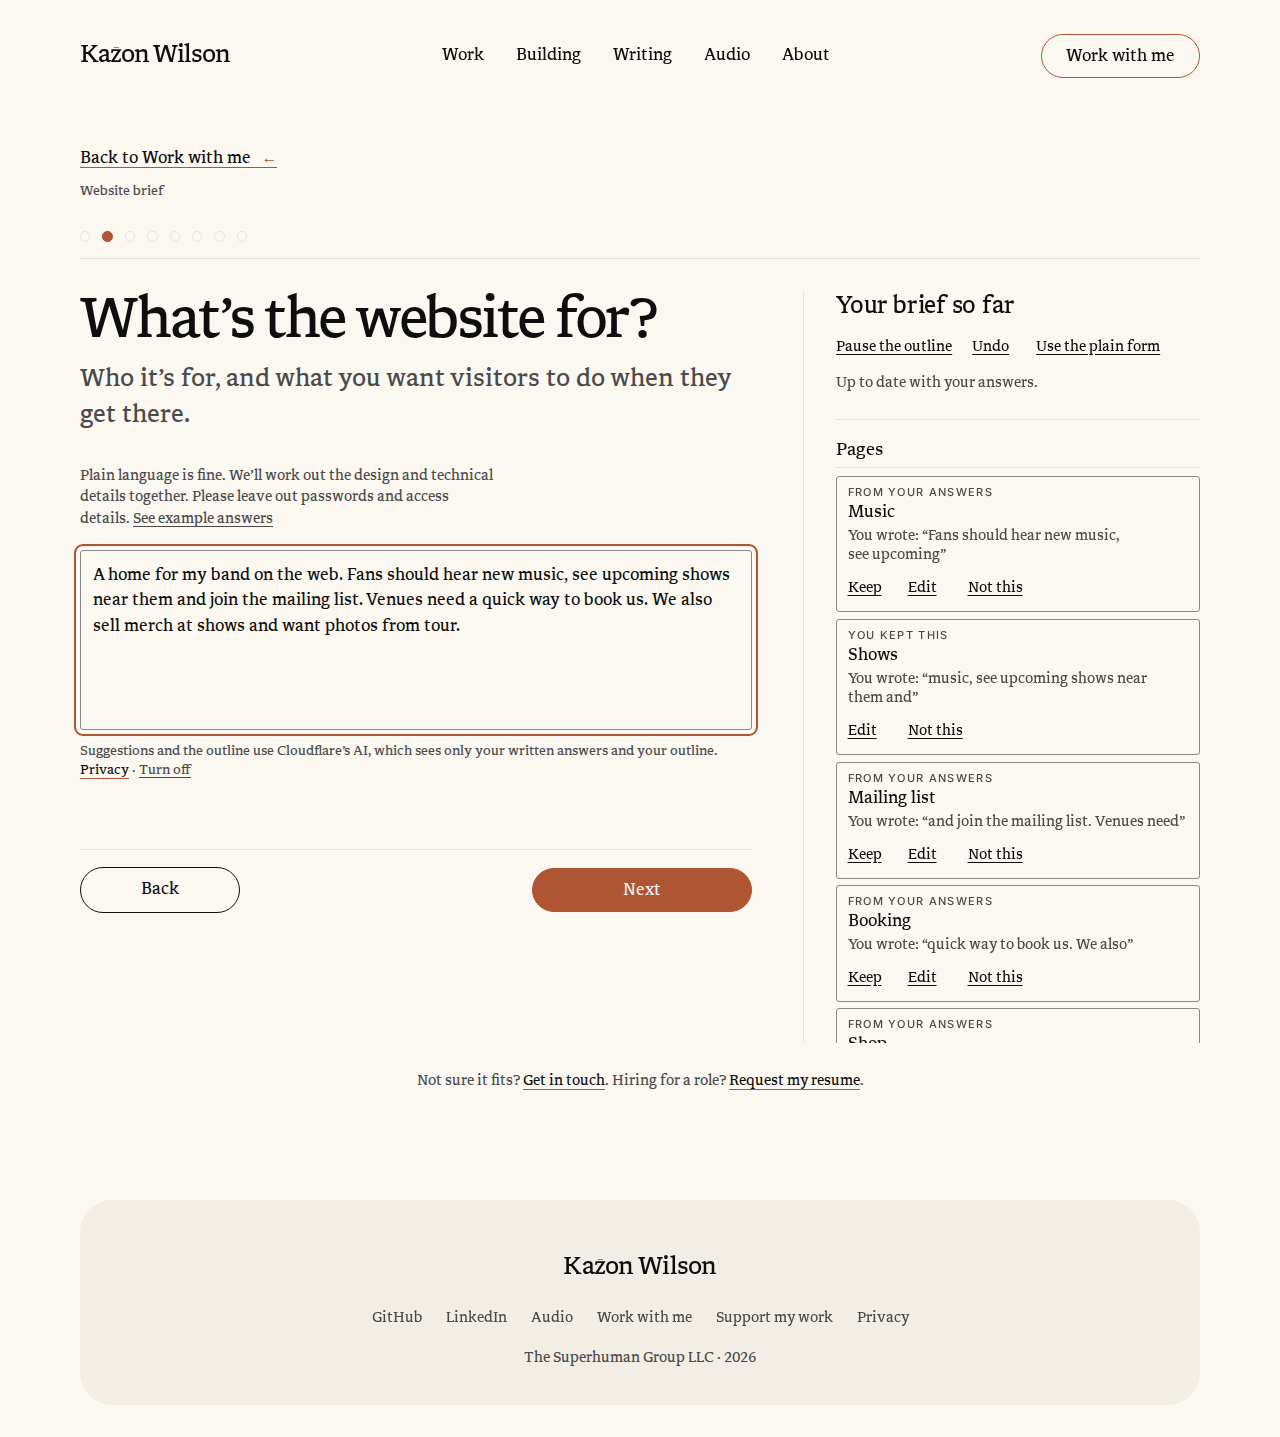 Kazon Wilson
Work
Building
Writing
Audio
About
Work with me
Back to Work with me ←
Website brief
What’s the website for?
Who it’s for, and what you want visitors to do when they
get there.
Plain language is fine. We’ll work out the design and technical
details together. Please leave out passwords and access
details. See example answers
A home for my band on the web. Fans should hear new music, see upcoming shows
near them and join the mailing list. Venues need a quick way to book us. We also
sell merch at shows and want photos from tour.
Suggestions and the outline use Cloudflare’s AI, which sees only your written answers and your outline.
Privacy · Turn off
Back
Next
Your brief so far
Pause the outline
Undo
Use the plain form
Up to date with your answers.
Pages
FROM YOUR ANSWERS
Music
You wrote: “Fans should hear new music,
see upcoming”
Keep
Edit
Not this
YOU KEPT THIS
Shows
You wrote: “music, see upcoming shows near
them and”
Edit
Not this
FROM YOUR ANSWERS
Mailing list
You wrote: “and join the mailing list. Venues need”
Keep
Edit
Not this
FROM YOUR ANSWERS
Booking
You wrote: “quick way to book us. We also”
Keep
Edit
Not this
FROM YOUR ANSWERS
Shop
Not sure it fits? Get in touch. Hiring for a role? Request my resume.
Kazon Wilson
GitHub
LinkedIn
Audio
Work with me
Support my work
Privacy
The Superhuman Group LLC · 2026